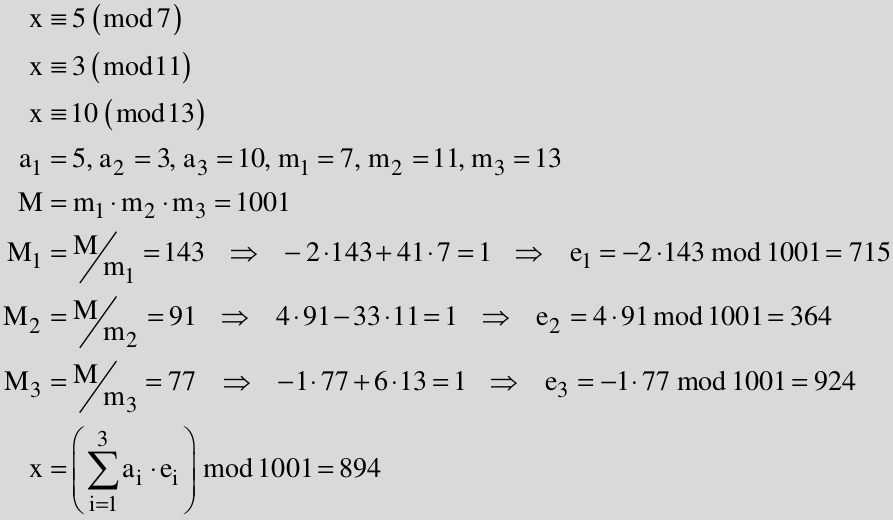 x ≡ 5 (mod 7)
x ≡ 3 (mod 11)
x ≡ 10 (mod 13)
a₁ = 5, a₂ = 3, a₃ = 10, m₁ = 7, m₂ = 11, m₃ = 13
M = m₁ · m₂ · m₃ = 1001
M₁ = M/m₁ = 143 ⇒ −2·143+41·7 = 1 ⇒ e₁ = −2·143 mod 1001 = 715
M₂ = M/m₂ = 91 ⇒ 4·91−33·11 = 1 ⇒ e₂ = 4·91 mod 1001 = 364
M₃ = M/m₃ = 77 ⇒ −1·77+6·13 = 1 ⇒ e₃ = −1·77 mod 1001 = 924
x = (∑_{i=1}^{3} aᵢ · eᵢ) mod 1001 = 894